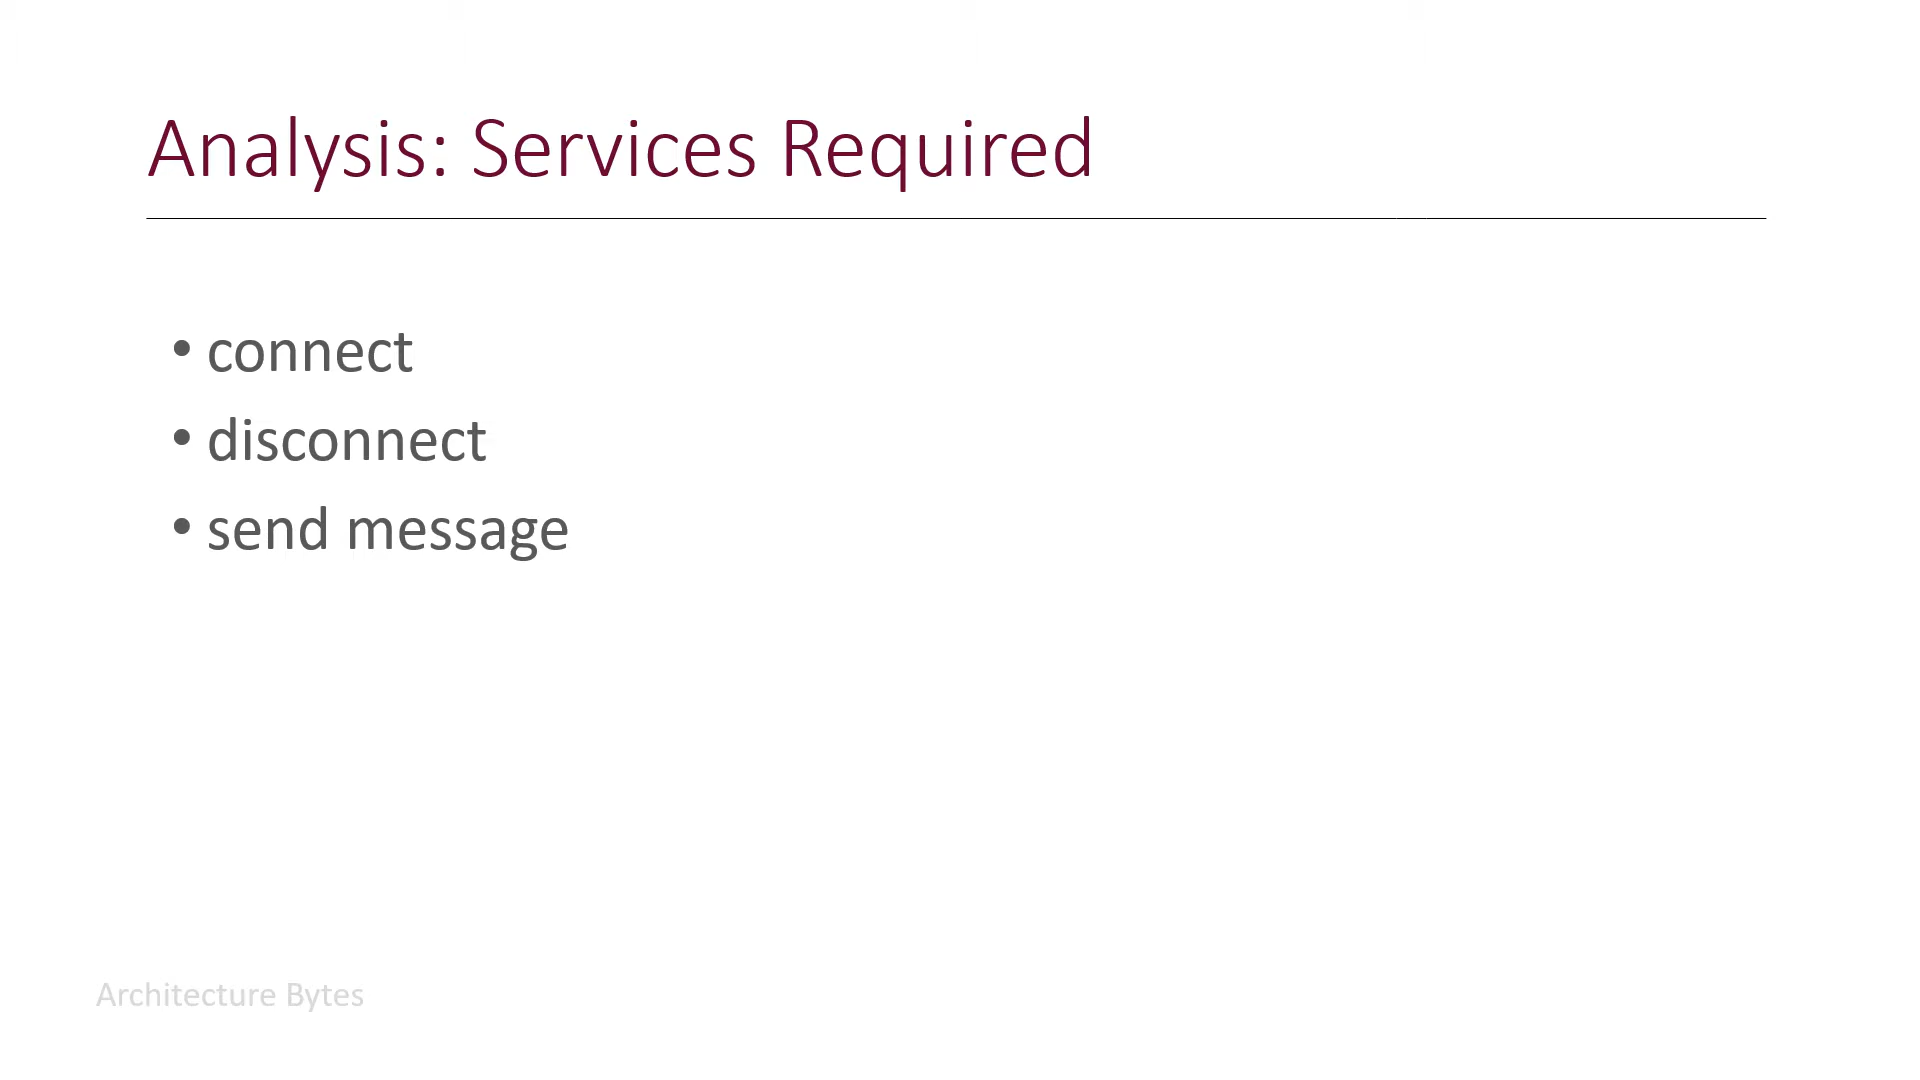 Analysis: Services Required
• connect
• disconnect
• send message
Architecture Bytes